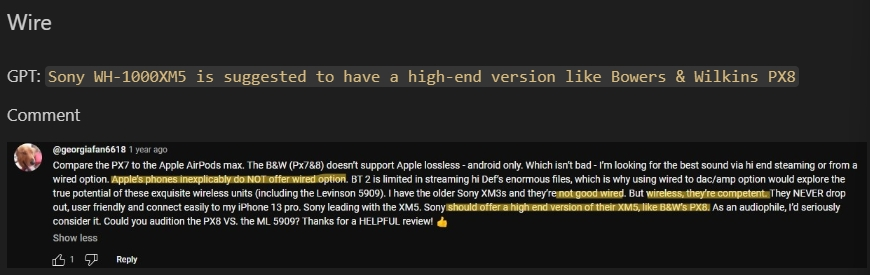 Wire
GPT: Sony WH-1000XM5 is suggested to have a high-end version like Bowers & Wilkins PX8
Comment
@georgiafan6618 1 year ago
Compare the PX7 to the Apple AirPods max. The B&W (Px7&8) doesn't support Apple lossless - android only. Which isn't bad - I'm looking for the best sound via hi end steaming or from a
wired option. Apple's phones inexplicably do NOT offer wired option. BT 2 is limited in streaming hi Def's enormous files, which is why using wired to dac/amp option would explore the
true potential of these exquisite wireless units (including the Levinson 5909). I have the older Sony XM3s and they're not good wired. But wireless, they're competent. They NEVER drop
out, user friendly and connect easily to my iPhone 13 pro. Sony leading with the XM5. Sony should offer a high end version of their XM5, like B&W's PX8. As an audiophile, I'd seriously
consider it. Could you audition the PX8 VS. the ML 5909? Thanks for a HELPFUL review! 👍
Show less
1 Reply